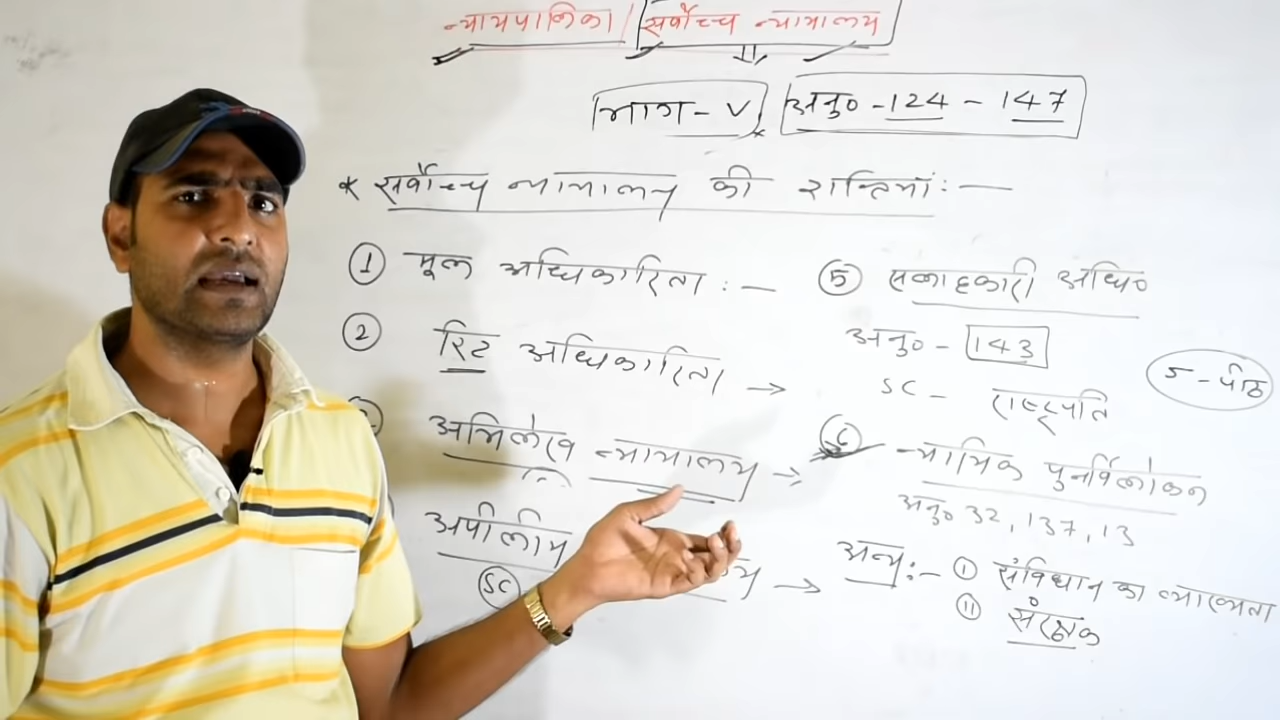 न्यायपालिका / सर्वोच्च न्यायालय
भाग - V, अनु० - 124 - 147
* सर्वोच्च न्यायालय की शक्तियां : —
① मूल अधिकारिता : —
② रिट अधिकारिता →
अभिलेख न्यायालय →
अपीलीय
SC
⑤ सलाहकारी अधि०
अनु० - 143
SC - राष्ट्रपति
5 - पीठ
⑥ न्यायिक पुनर्विलोकन
अनु० 32, 137, 13
अन्य : - ① संविधान का व्याख्याता
② संरक्षक